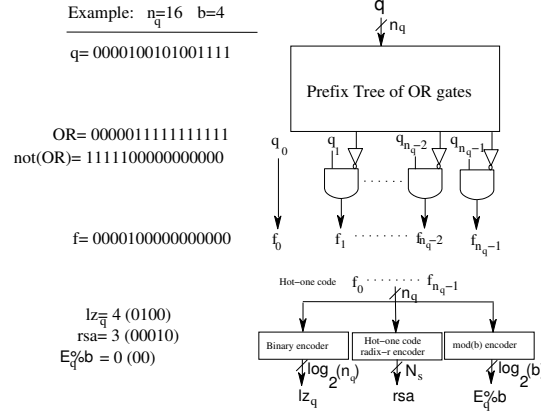 Example: n_q=16 b=4
q= 0000100101001111
OR= 0000011111111111
not(OR)= 1111100000000000
f= 0000100000000000
lz_q= 4 (0100)
rsa= 3 (00010)
E_q%b = 0 (00)
q
n_q
Prefix Tree of OR gates
q_0 q_1 q_{n_q-2} q_{n_q-1}
f_0 f_1 ........ f_{n_q-2} f_{n_q-1}
Hot-one code f_0 ........ f_{n_q-1}
n_q
Binary encoder
Hot-one code
radix-r encoder
mod(b) encoder
log_2(n_q) N_s log_2(b)
lz_q rsa E_q%b